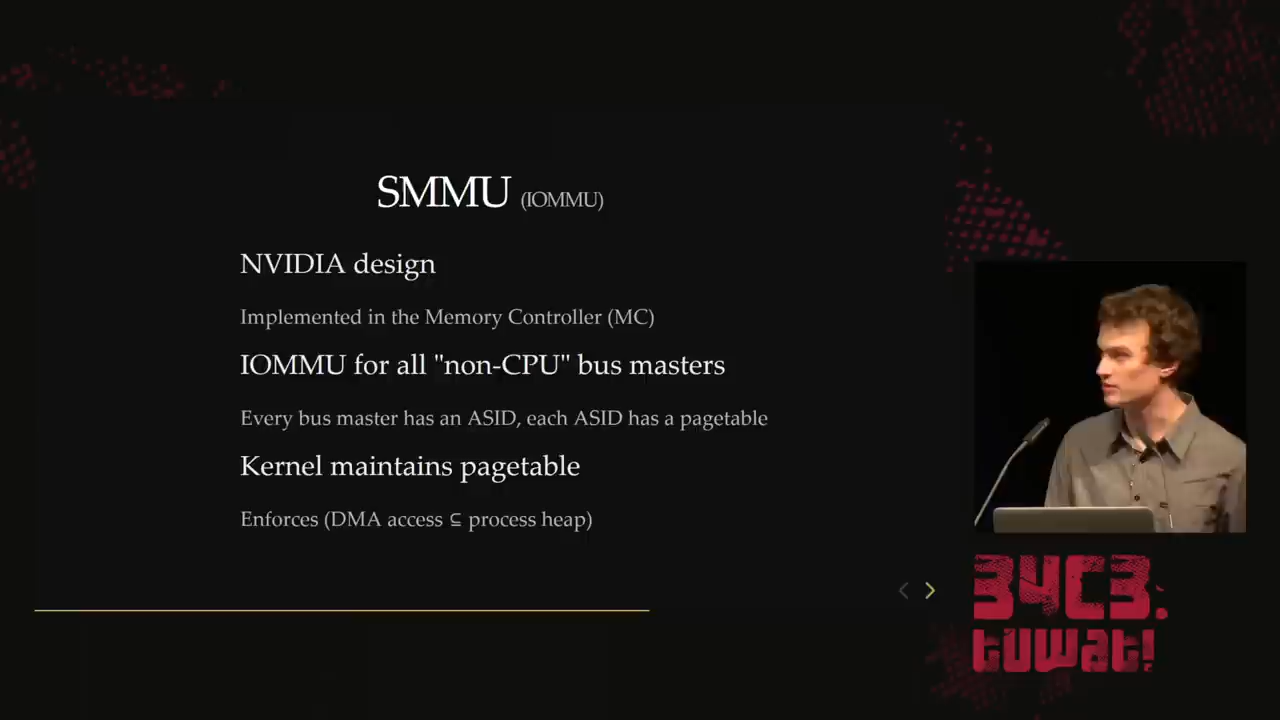 SMMU (IOMMU)
NVIDIA design
Implemented in the Memory Controller (MC)
IOMMU for all "non-CPU" bus masters
Every bus master has an ASID, each ASID has a pagetable
Kernel maintains pagetable
Enforces (DMA access ⊆ process heap)
34C3.
tuwat!